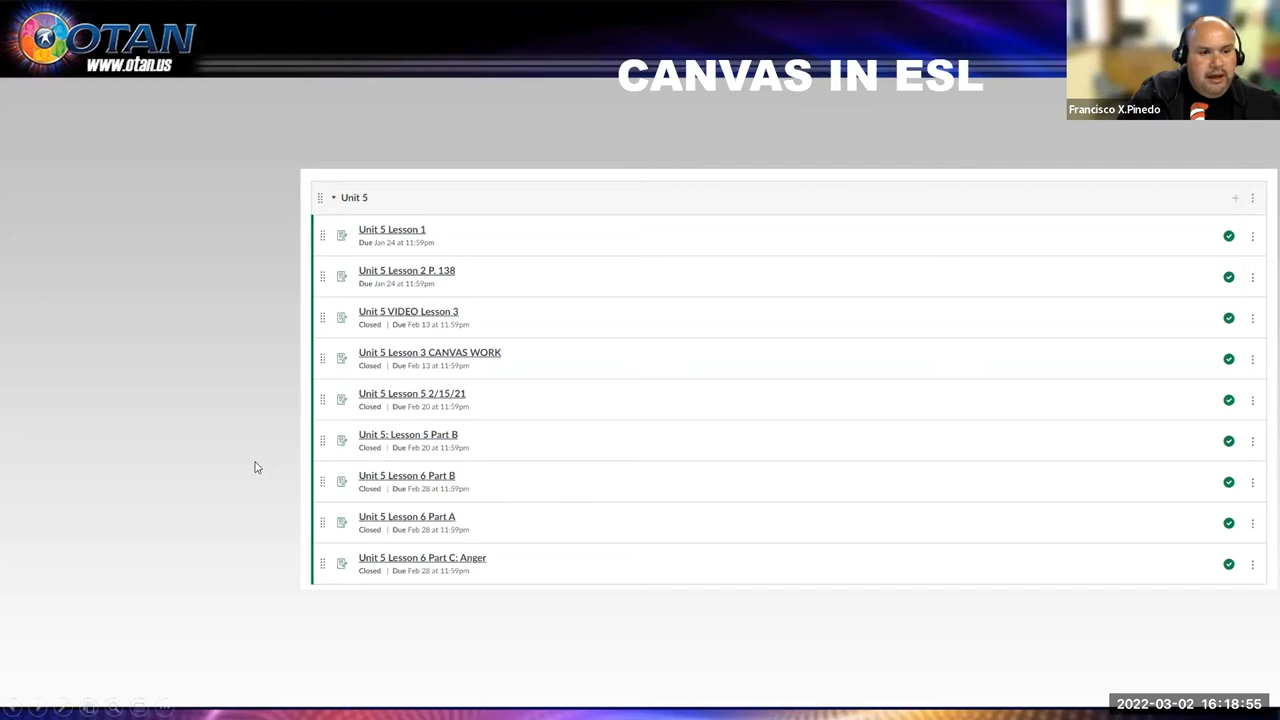 OTAN
www.otan.us
CANVAS IN ESL
Francisco X.Pinedo
Unit 5
Unit 5 Lesson 1
Due Jan 24 at 11:59pm
Unit 5 Lesson 2 P. 138
Due Jan 24 at 11:59pm
Unit 5 VIDEO Lesson 3
Closed | Due Feb 13 at 11:59pm
Unit 5 Lesson 3 CANVAS WORK
Closed | Due Feb 13 at 11:59pm
Unit 5 Lesson 5 2/15/21
Closed | Due Feb 20 at 11:59pm
Unit 5: Lesson 5 Part B
Closed | Due Feb 20 at 11:59pm
Unit 5 Lesson 6 Part B
Closed | Due Feb 28 at 11:59pm
Unit 5 Lesson 6 Part A
Closed | Due Feb 28 at 11:59pm
Unit 5 Lesson 6 Part C: Anger
Closed | Due Feb 28 at 11:59pm
2022-03-02 16:18:55